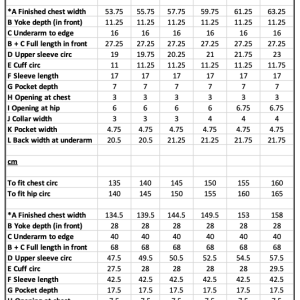 *A Finished chest width 53.75 55.75 57.75 59.75 61.25 63.25
B Yoke depth (in front) 11.25 11.25 11.25 11.25 11.25 11.25
C Underarm to edge 16 16 16 16 16 16
B + C Full length in front 27.25 27.25 27.25 27.25 27.25 27.25
D Upper sleeve circ 19 19.75 20.25 21 21.75 23
E Cuff circ 11 11.25 11.25 11.25 11.25 11.75
F Sleeve length 17 17 17 17 17 17
G Pocket depth 7 7 7 7 7 7
H Opening at chest 3 3 3 3 3 3
I Opening at hip 6 6 6 6 6.75 6.75
J Collar width 3 3 3 4 4 4
K Pocket width 4.75 4.75 4.75 4.75 4.75 4.75
L Back width at underarm 20.5 20.5 21.25 21.25 21.75 21.75
cm
To fit chest circ 135 140 145 150 155 160
To fit hip circ 140 145 150 155 160 165
*A Finished chest width 134.5 139.5 144.5 149.5 153 158
B Yoke depth (in front) 28 28 28 28 28 28
C Underarm to edge 40 40 40 40 40 40
B + C Full length in front 68 68 68 68 68 68
D Upper sleeve circ 47.5 49.5 50.5 52.5 54.5 57.5
E Cuff circ 27.5 28 28 28 28 29.5
F Sleeve length 42.5 42.5 42.5 42.5 42.5 42.5
G Pocket depth 17.5 17.5 17.5 17.5 17.5 17.5